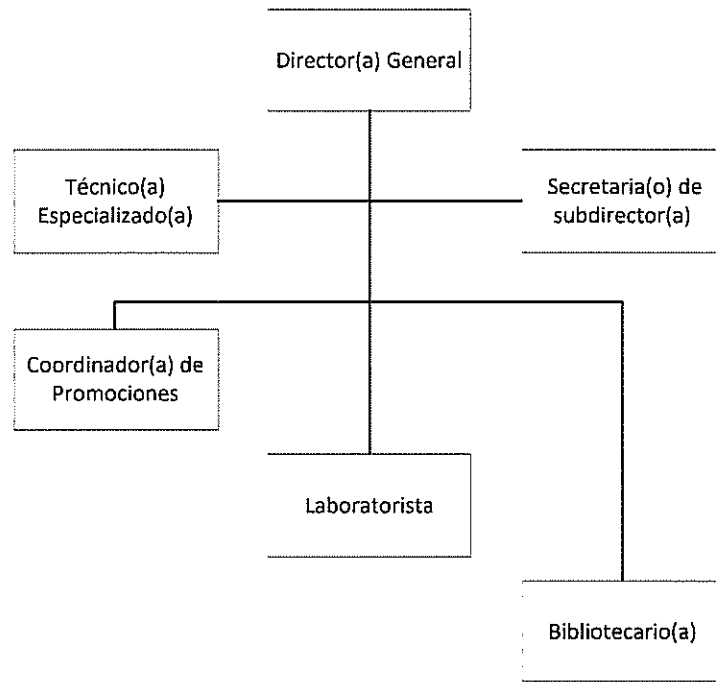 Director(a) General
Técnico(a)
Especializado(a)
Secretaria(o) de
subdirector(a)
Coordinador(a) de
Promociones
Laboratorista
Bibliotecario(a)